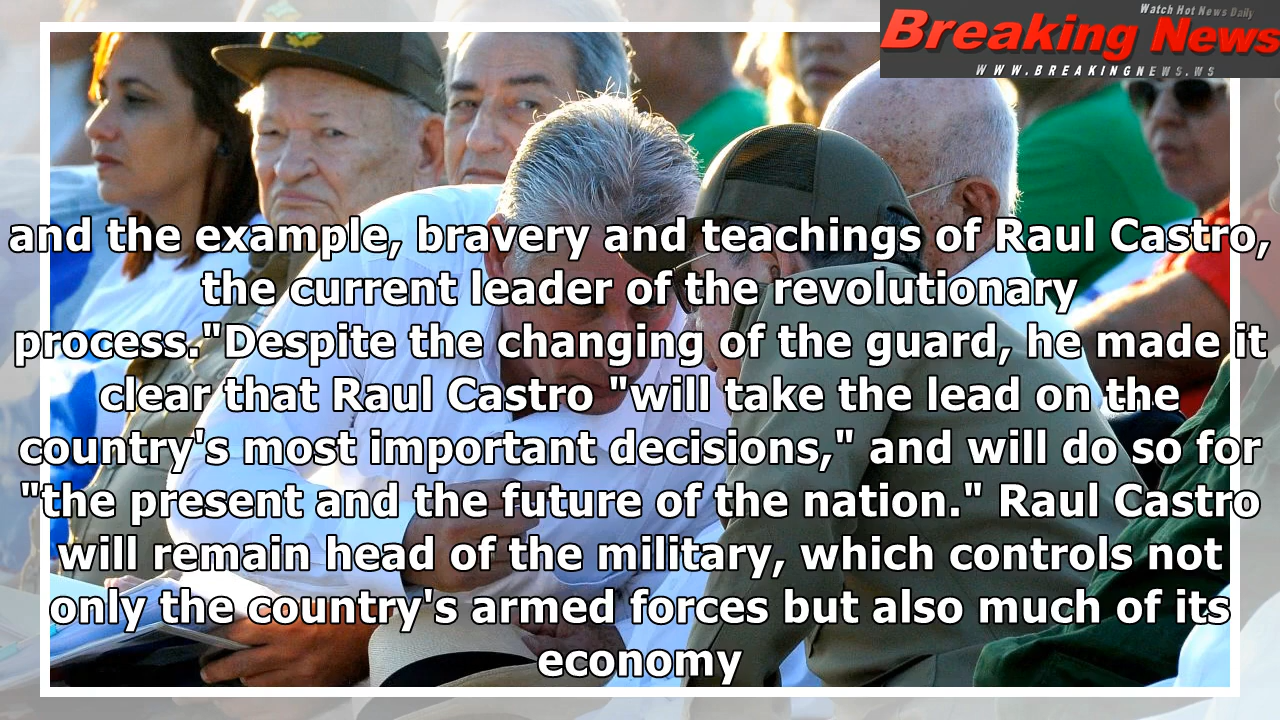 Watch Hot News Daily
Breaking News
WWW.BREAKINGNEWS.WS
and the example, bravery and teachings of Raul Castro,
the current leader of the revolutionary
process."Despite the changing of the guard, he made it
clear that Raul Castro "will take the lead on the
country's most important decisions," and will do so for
"the present and the future of the nation." Raul Castro
will remain head of the military, which controls not
only the country's armed forces but also much of its
economy